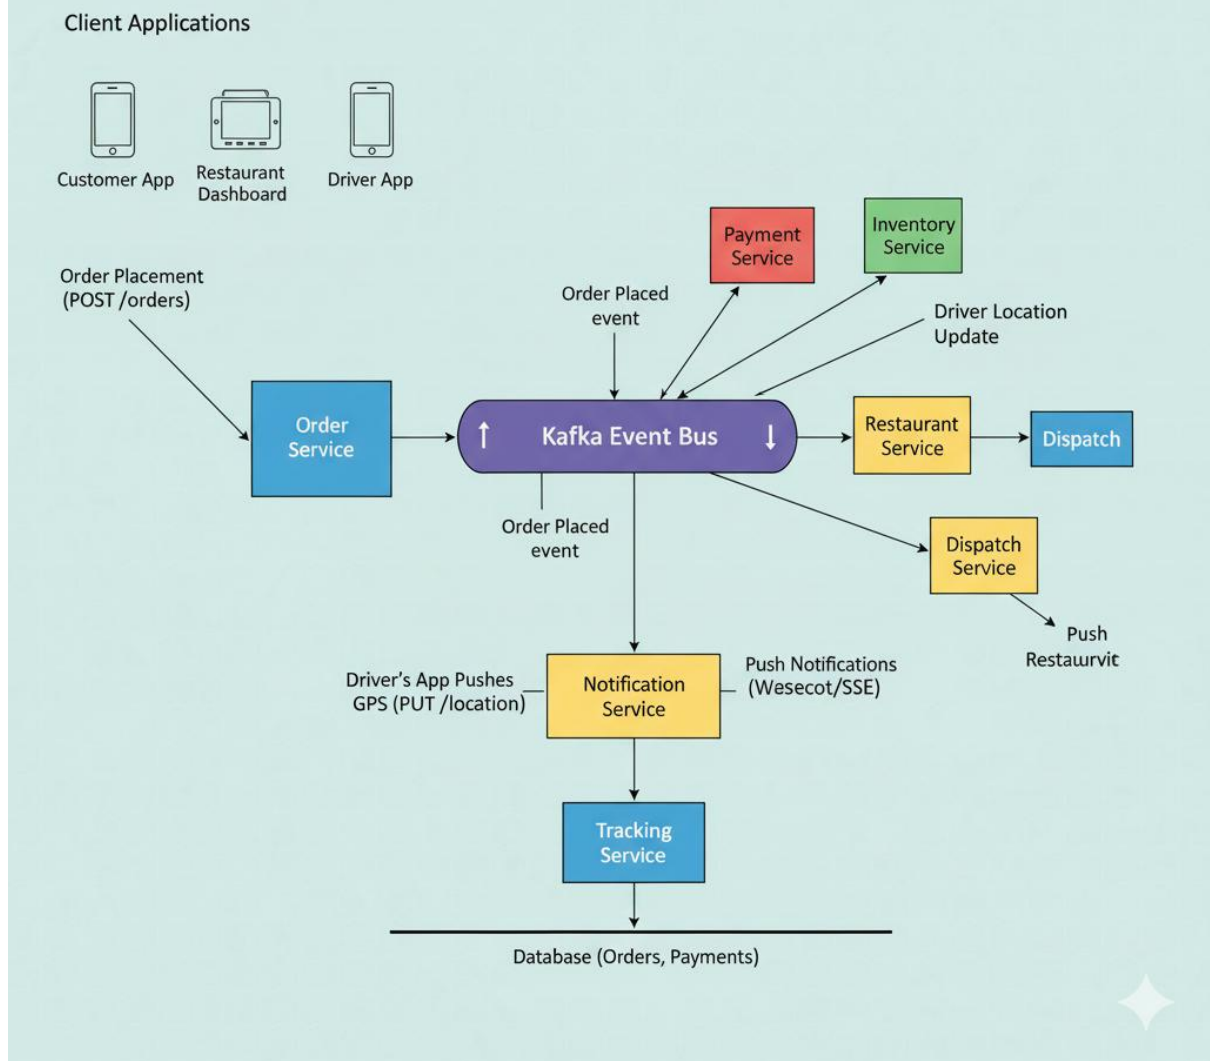 Client Applications
Customer App
Restaurant
Dashboard
Driver App
Order Placement
(POST /orders)
Order
Service
Order Placed
event
Payment
Service
Inventory
Service
Driver Location
Update
Kafka Event Bus
Restaurant
Service
Dispatch
Order Placed
event
Dispatch
Service
Push
Driver's App Pushes
GPS (PUT /location)
Notification
Service
Push Notifications
(Wesecot/SSE)
Tracking
Service
Database (Orders, Payments)